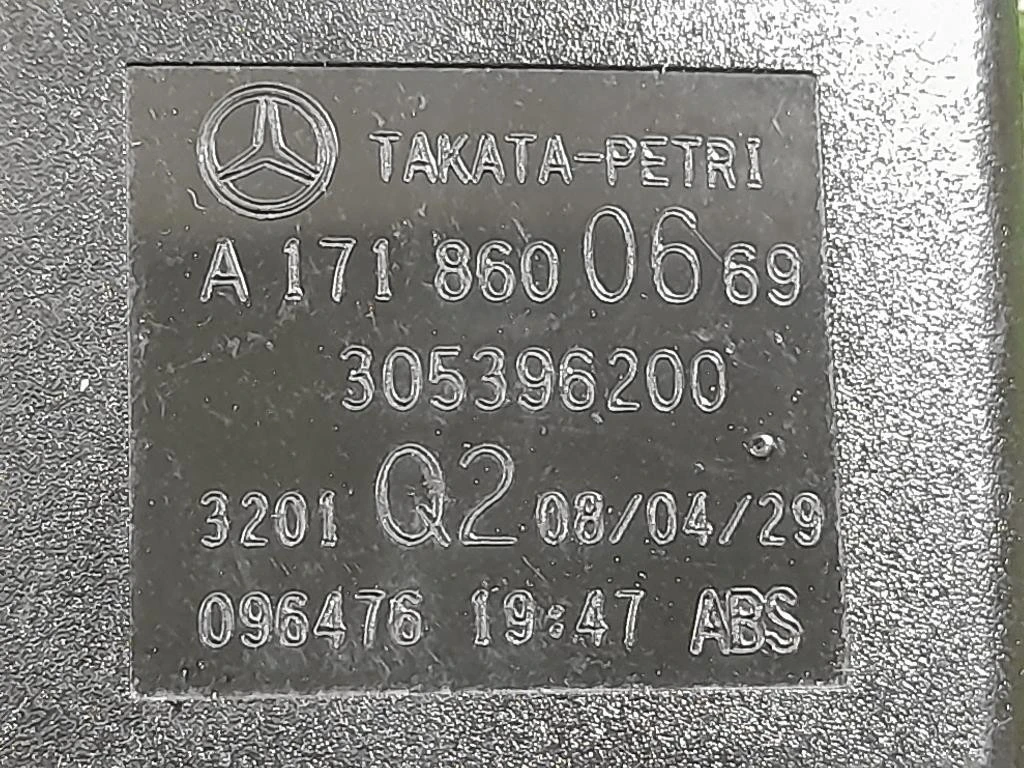 TAKATA-PETRI
A 171 860 06 69
305396200
3201 Q2 08/04/29
096476 19:47 ABS